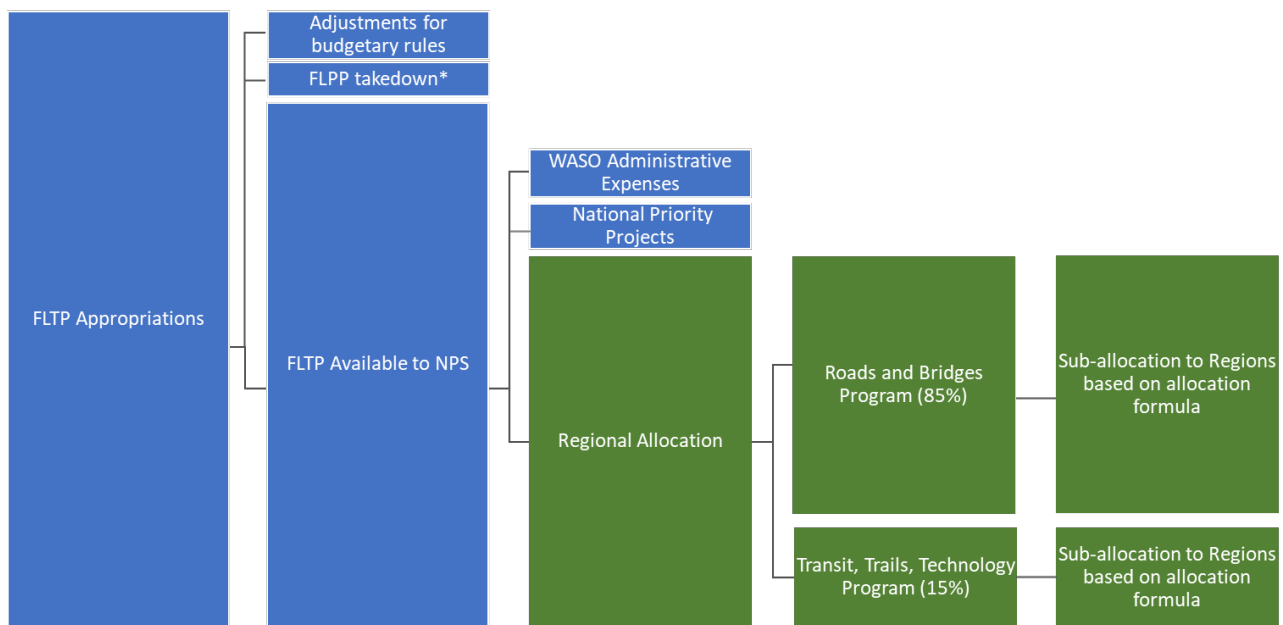 FLTP Appropriations
Adjustments for
budgetary rules
FLPP takedown*
FLTP Available to NPS
WASO Administrative
Expenses
National Priority
Projects
Regional Allocation
Roads and Bridges
Program (85%)
Transit, Trails, Technology
Program (15%)
Sub-allocation to Regions
based on allocation
formula
Sub-allocation to Regions
based on allocation
formula